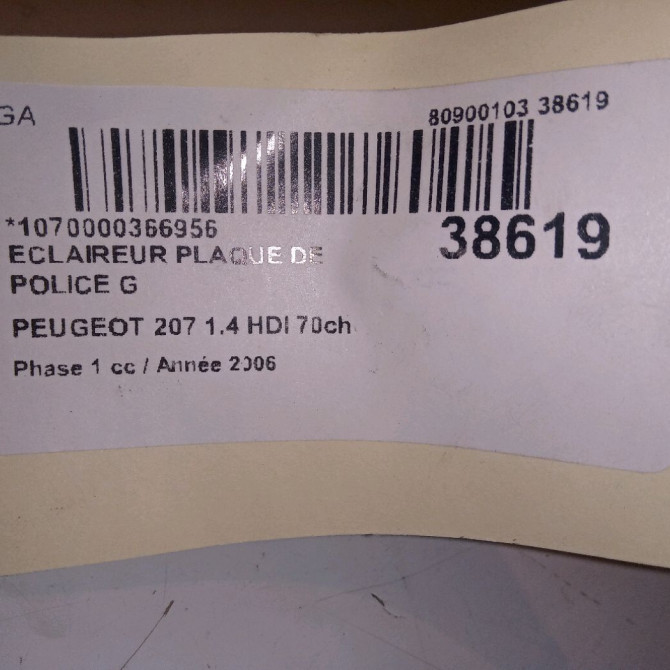 GA
80900103 38619
*1070000366956
38619
ECLAIREUR PLAQUE DE
POLICE G
PEUGEOT 207 1.4 HDI 70ch
Phase 1 cc / Année 2006